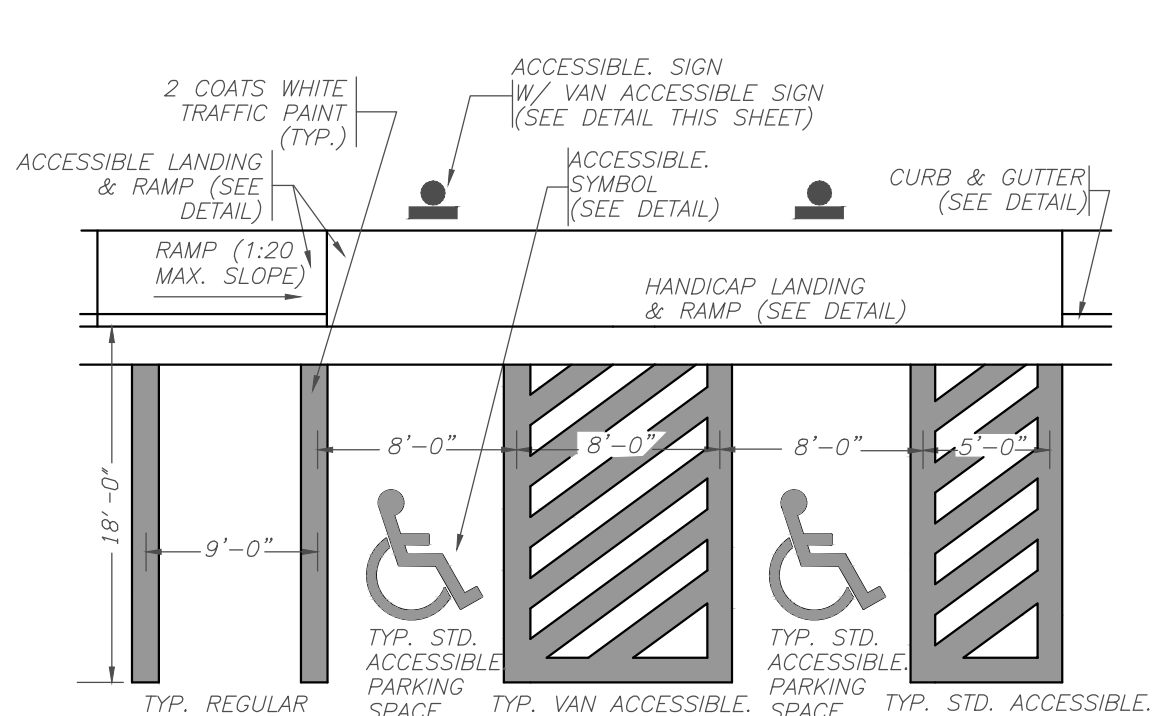 2 COATS WHITE
TRAFFIC PAINT
(TYP.)
ACCESSIBLE. SIGN
W/ VAN ACCESSIBLE SIGN
(SEE DETAIL THIS SHEET)
ACCESSIBLE LANDING
& RAMP (SEE
DETAIL)
ACCESSIBLE.
SYMBOL
(SEE DETAIL)
CURB & GUTTER
(SEE DETAIL)
RAMP (1:20
MAX. SLOPE)
HANDICAP LANDING
& RAMP (SEE DETAIL)
8'-0"
8'-0"
8'-0"
5'-0"
18'-0"
9'-0"
TYP. STD.
ACCESSIBLE.
PARKING
SPACE
TYP. STD.
ACCESSIBLE.
PARKING
SPACE
TYP. REGULAR
TYP. VAN ACCESSIBLE.
TYP. STD. ACCESSIBLE.